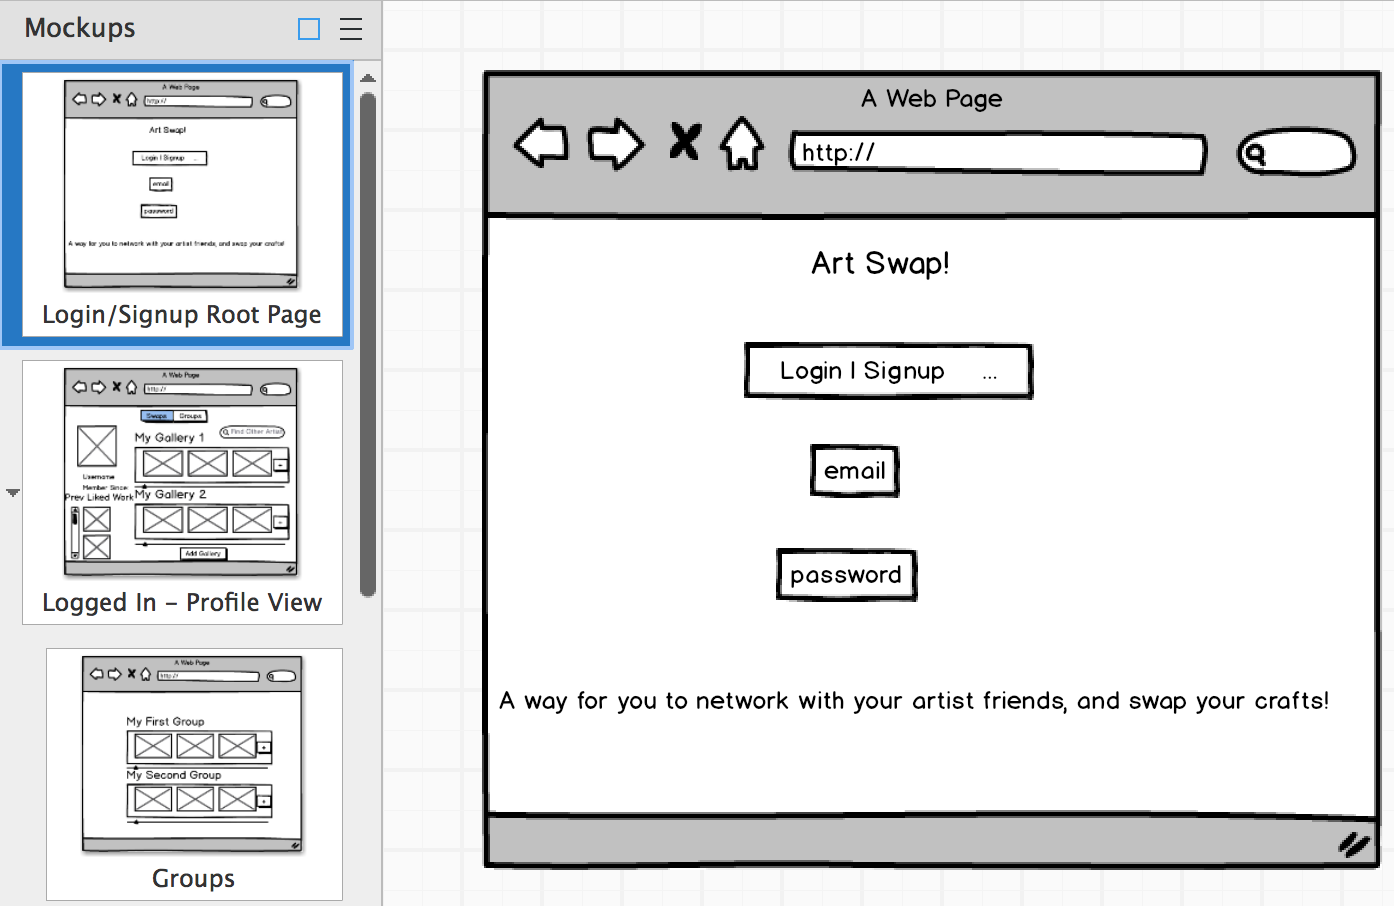 Mockups
A Web Page
http://
Art Swap!
Login | Signup ...
email
password
A way for you to network with your artist friends, and swap your crafts!
Login/Signup Root Page
A Web Page
http://
Swaps Groups
My Gallery 1
Find Other Artist
Username
Member Since:
Prev Liked Work
My Gallery 2
Add Gallery
Logged In – Profile View
A Web Page
http://
My First Group
My Second Group
Groups
A Web Page
http://
Art Swap!
Login | Signup ...
email
password
A way for you to network with your artist friends, and swap your crafts!